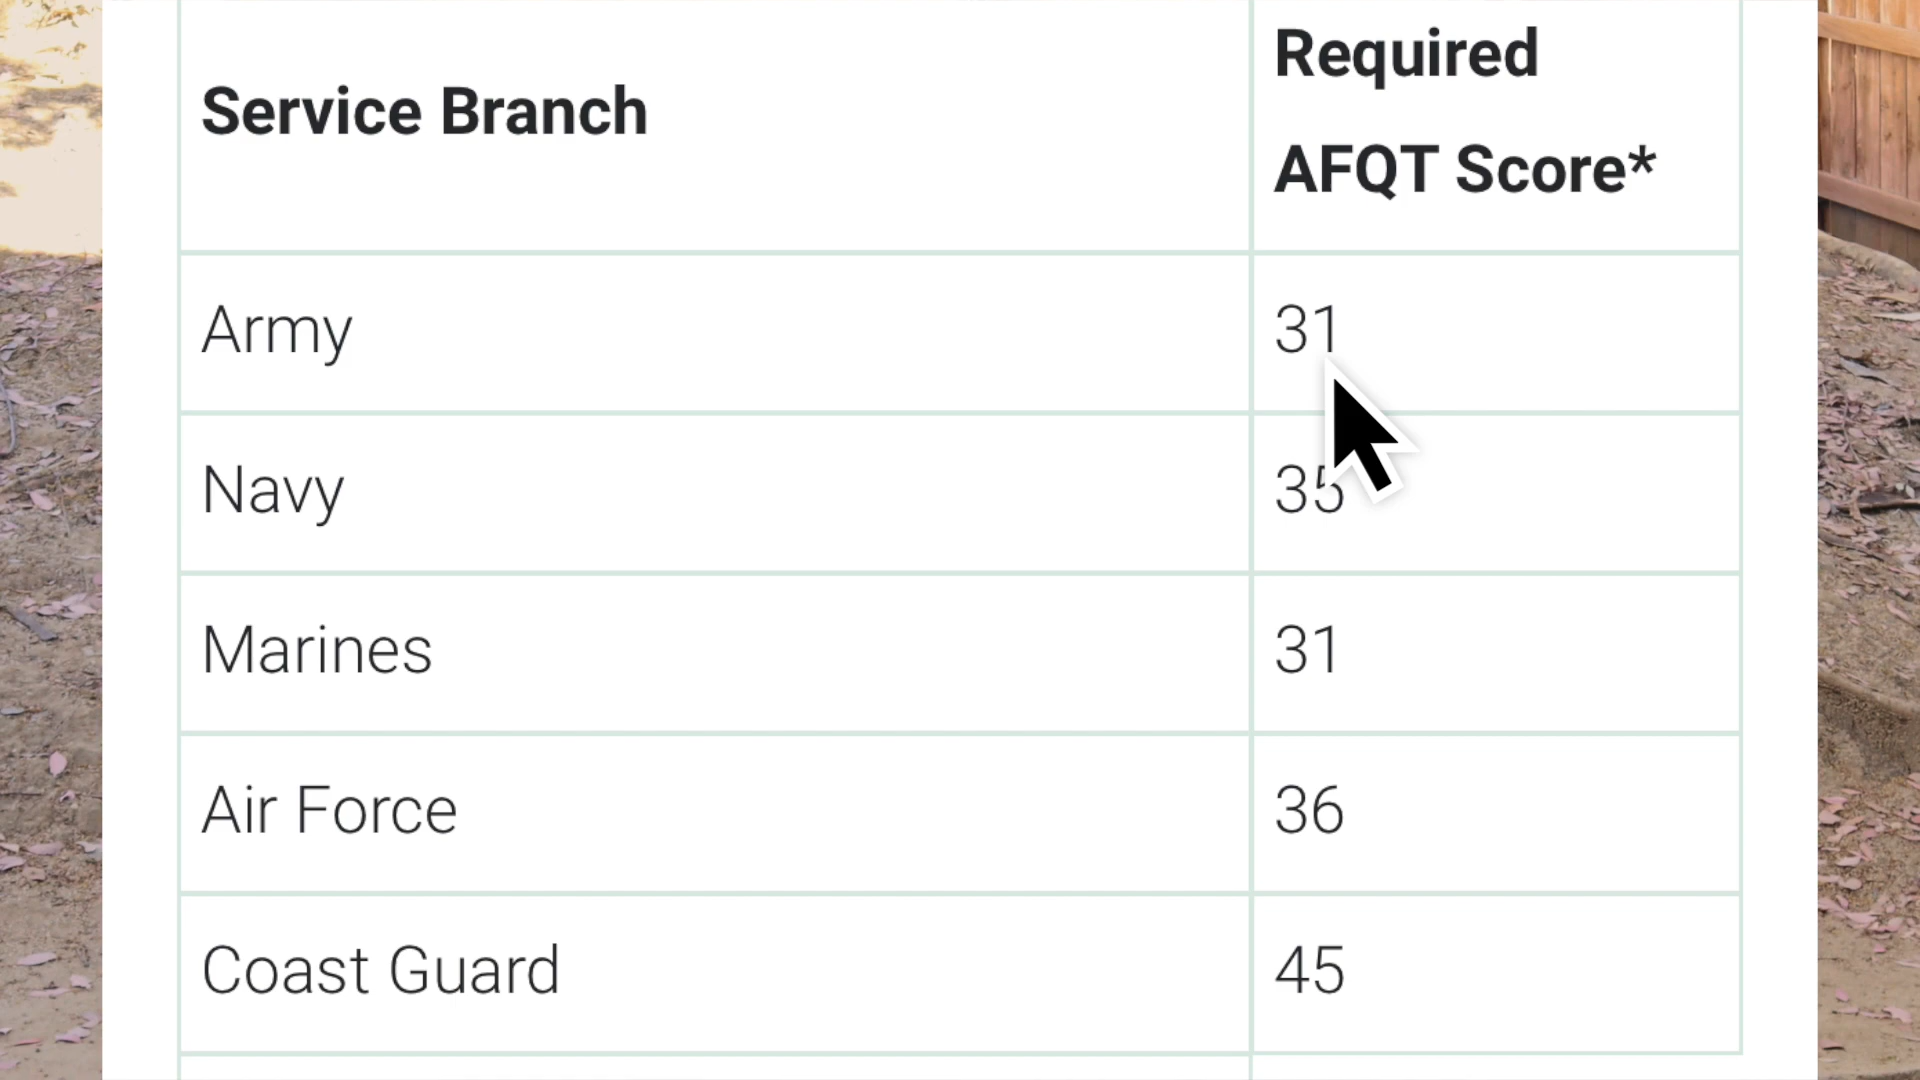 Service Branch
Required
AFQT Score*
Army
31
Navy
35
Marines
31
Air Force
36
Coast Guard
45